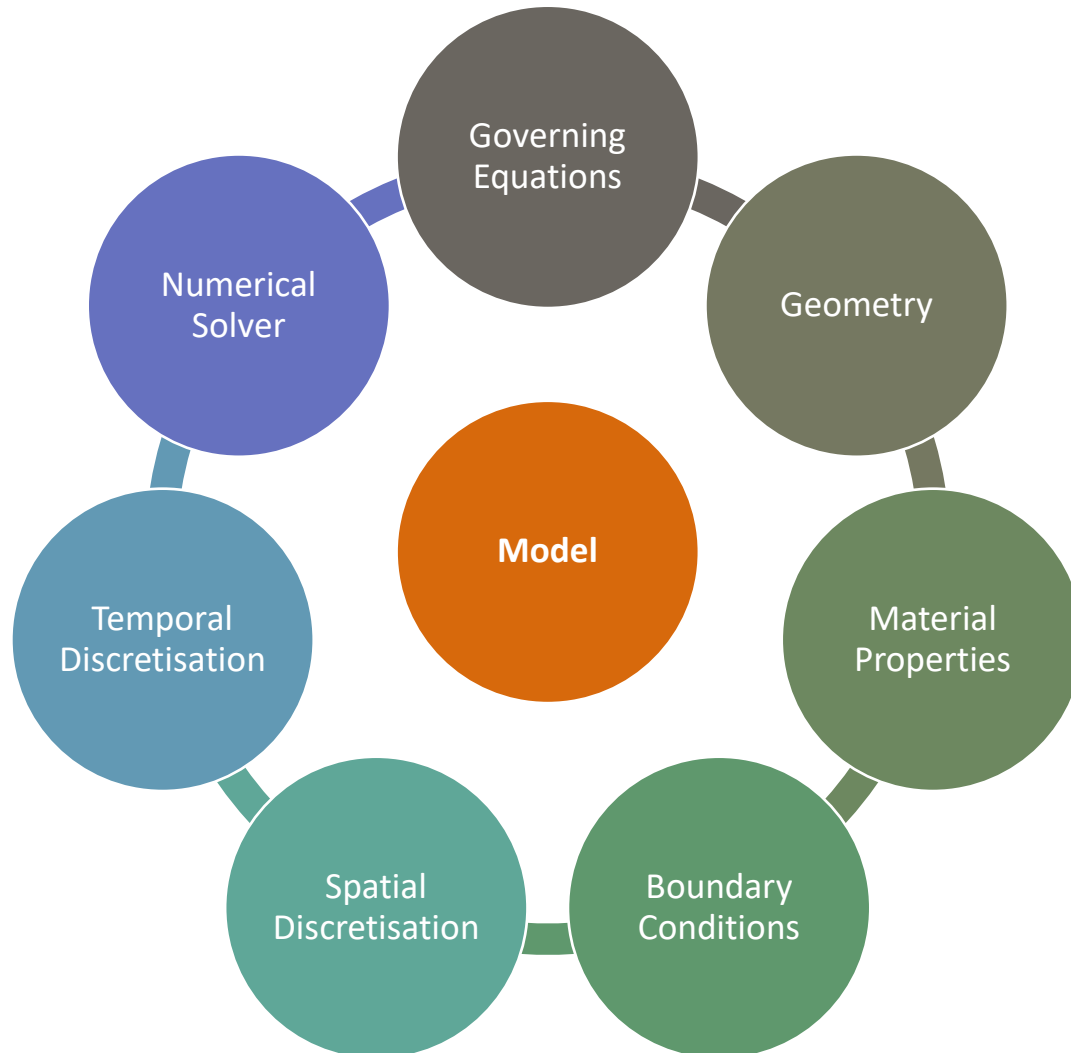 Governing
Equations
Geometry
Material
Properties
Boundary
Conditions
Spatial
Discretisation
Temporal
Discretisation
Numerical
Solver
Model